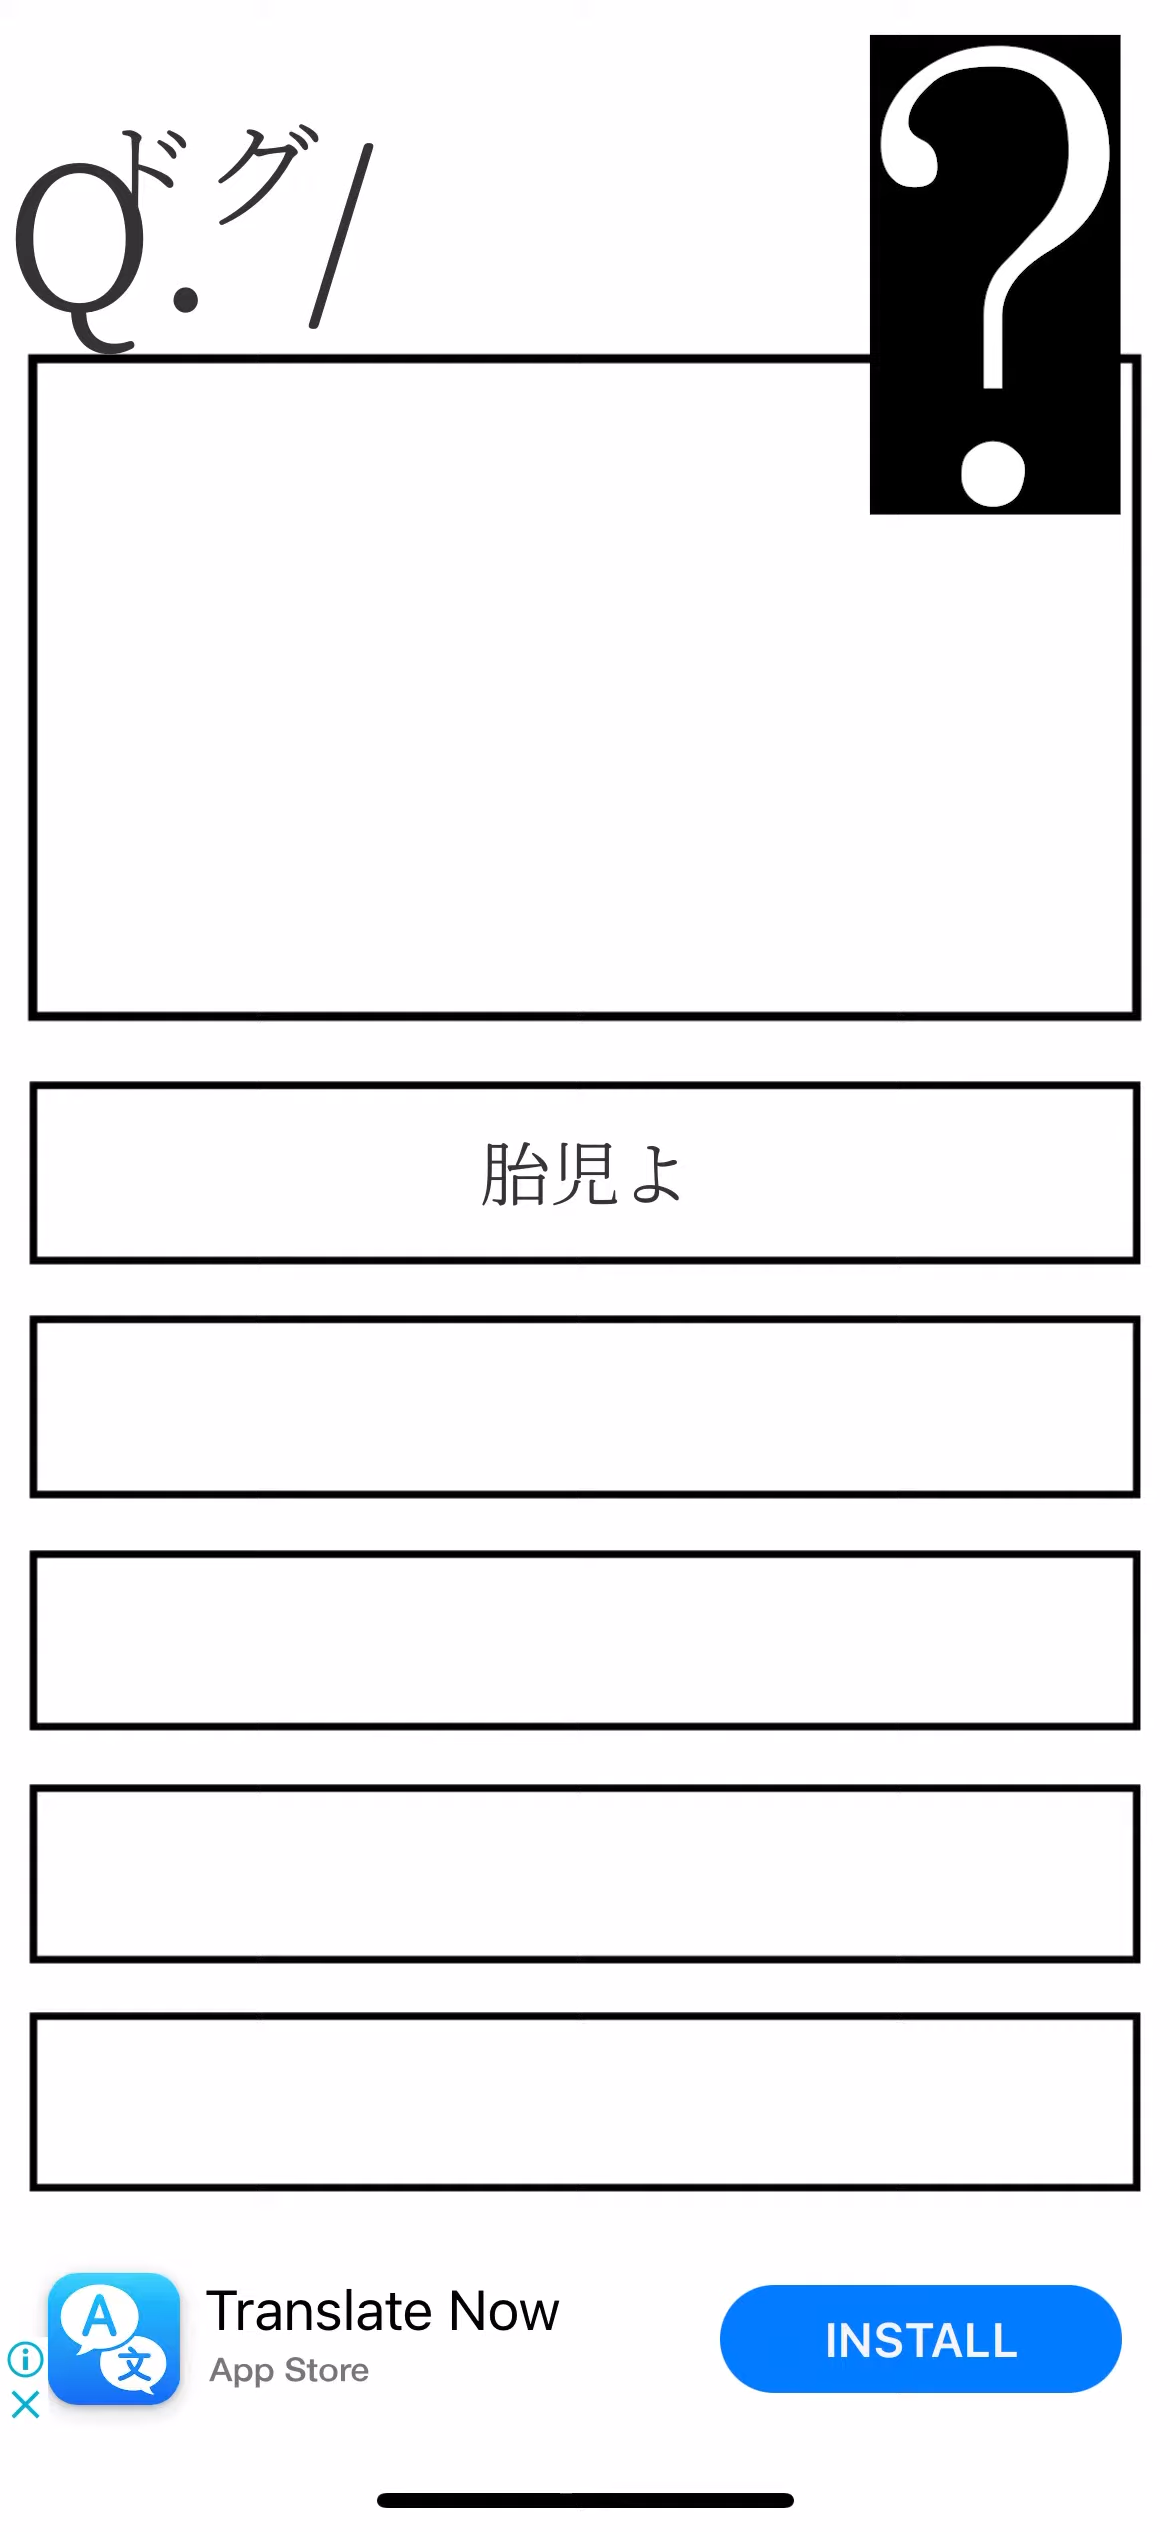 ドグ
Q. /
?
胎児よ
Translate Now
App Store
INSTALL